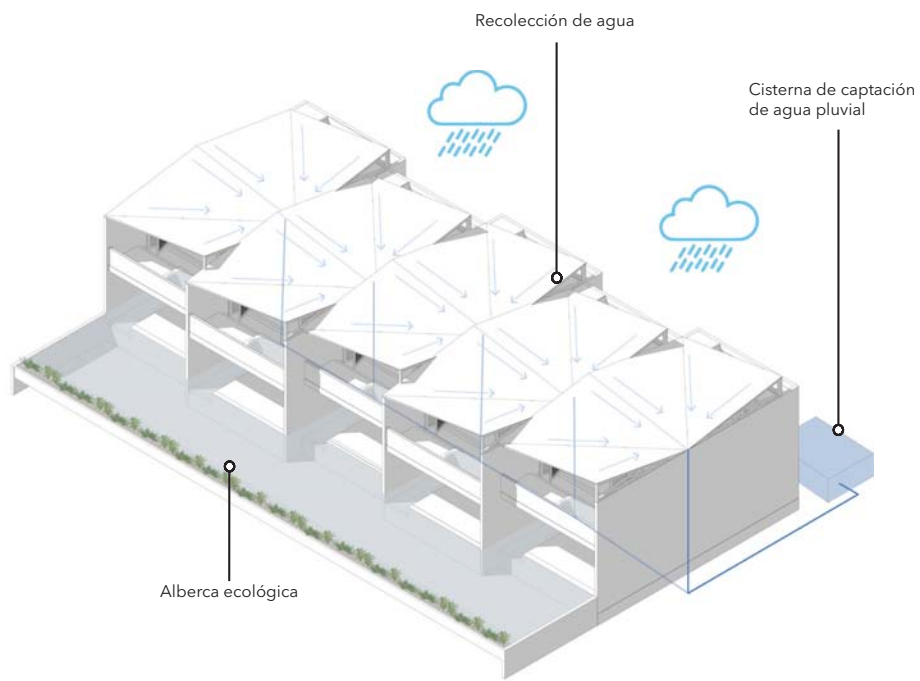 Recolección de agua
Cisterna de captación
de agua pluvial
Alberca ecológica